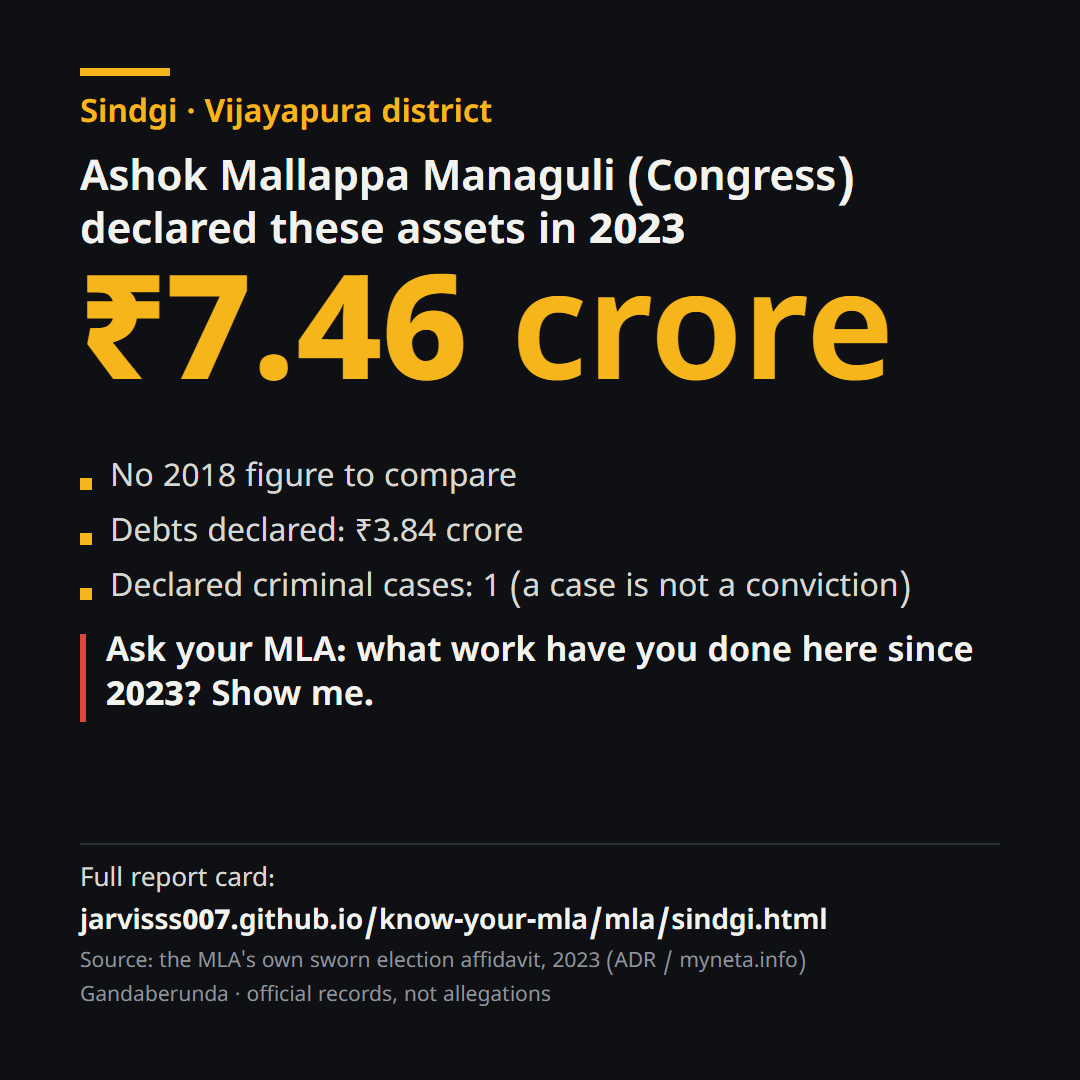 Sindgi · Vijayapura district
Ashok Mallappa Managuli (Congress)
declared these assets in 2023
₹7.46 crore
No 2018 figure to compare
Debts declared: ₹3.84 crore
Declared criminal cases: 1 (a case is not a conviction)
Ask your MLA: what work have you done here since
2023? Show me.
Full report card:
jarvisss007.github.io/know-your-mla/mla/sindgi.html
Source: the MLA's own sworn election affidavit, 2023 (ADR / myneta.info)
Gandaberunda · official records, not allegations